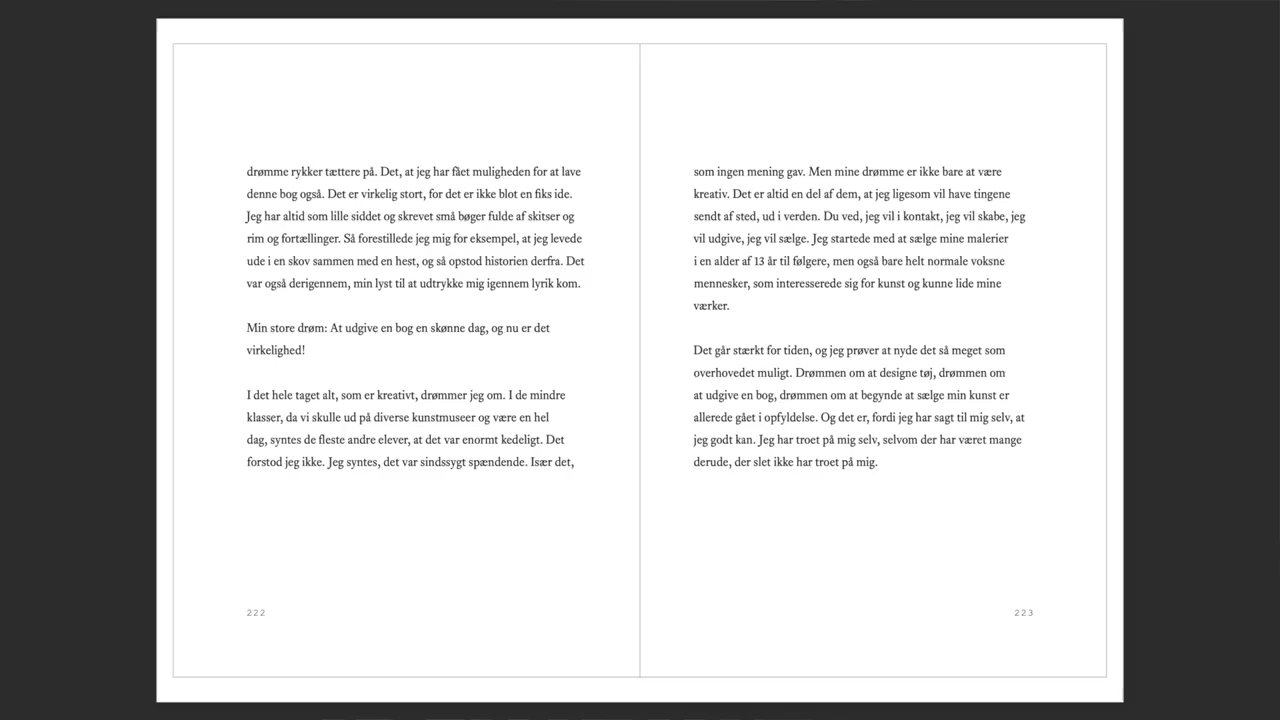 drømme rykker tættere på. Det, at jeg har fået muligheden for at lave
denne bog også. Det er virkelig stort, for det er ikke blot en fiks ide.
Jeg har altid som lille siddet og skrevet små bøger fulde af skitser og
rim og fortællinger. Så forestillede jeg mig for eksempel, at jeg levede
ude i en skov sammen med en hest, og så opstod historien derfra. Det
var også derigennem, min lyst til at udtrykke mig igennem lyrik kom.
Min store drøm: At udgive en bog en skønne dag, og nu er det
virkelighed!
I det hele taget alt, som er kreativt, drømmer jeg om. I de mindre
klasser, da vi skulle ud på diverse kunstmuseer og være en hel
dag, syntes de fleste andre elever, at det var enormt kedeligt. Det
forstod jeg ikke. Jeg syntes, det var sindssygt spændende. Især det,
222
som ingen mening gav. Men mine drømme er ikke bare at være
kreativ. Det er altid en del af dem, at jeg ligesom vil have tingene
sendt af sted, ud i verden. Du ved, jeg vil i kontakt, jeg vil skabe, jeg
vil udgive, jeg vil sælge. Jeg startede med at sælge mine malerier
i en alder af 13 år til følgere, men også bare helt normale voksne
mennesker, som interesserede sig for kunst og kunne lide mine
værker.
Det går stærkt for tiden, og jeg prøver at nyde det så meget som
overhovedet muligt. Drømmen om at designe tøj, drømmen om
at udgive en bog, drømmen om at begynde at sælge min kunst er
allerede gået i opfyldelse. Og det er, fordi jeg har sagt til mig selv, at
jeg godt kan. Jeg har troet på mig selv, selvom der har været mange
derude, der slet ikke har troet på mig.
223